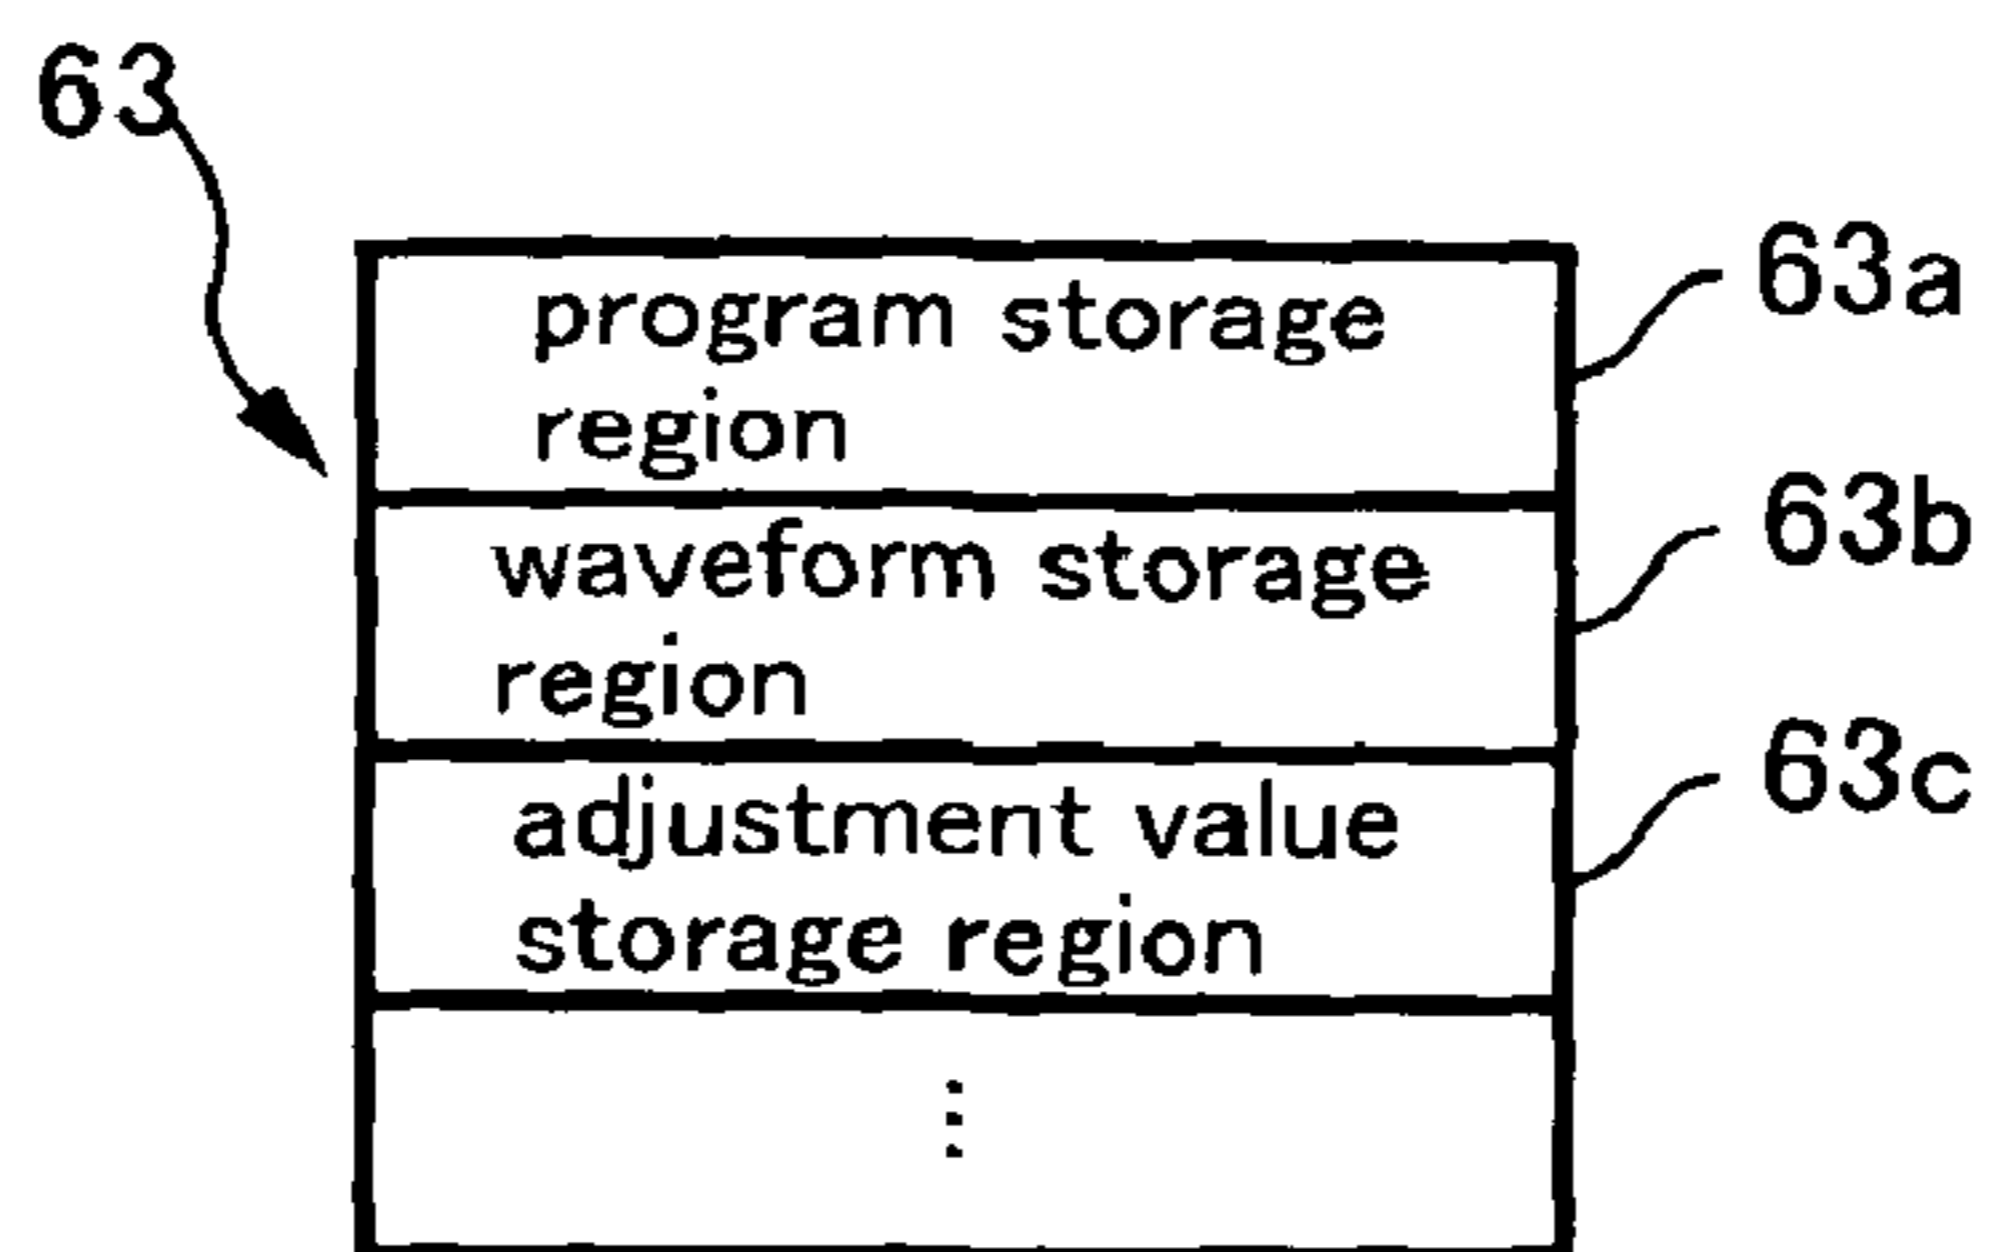 63
program storage
region
63a
waveform storage
region
63b
adjustment value
storage region
63c
⋮